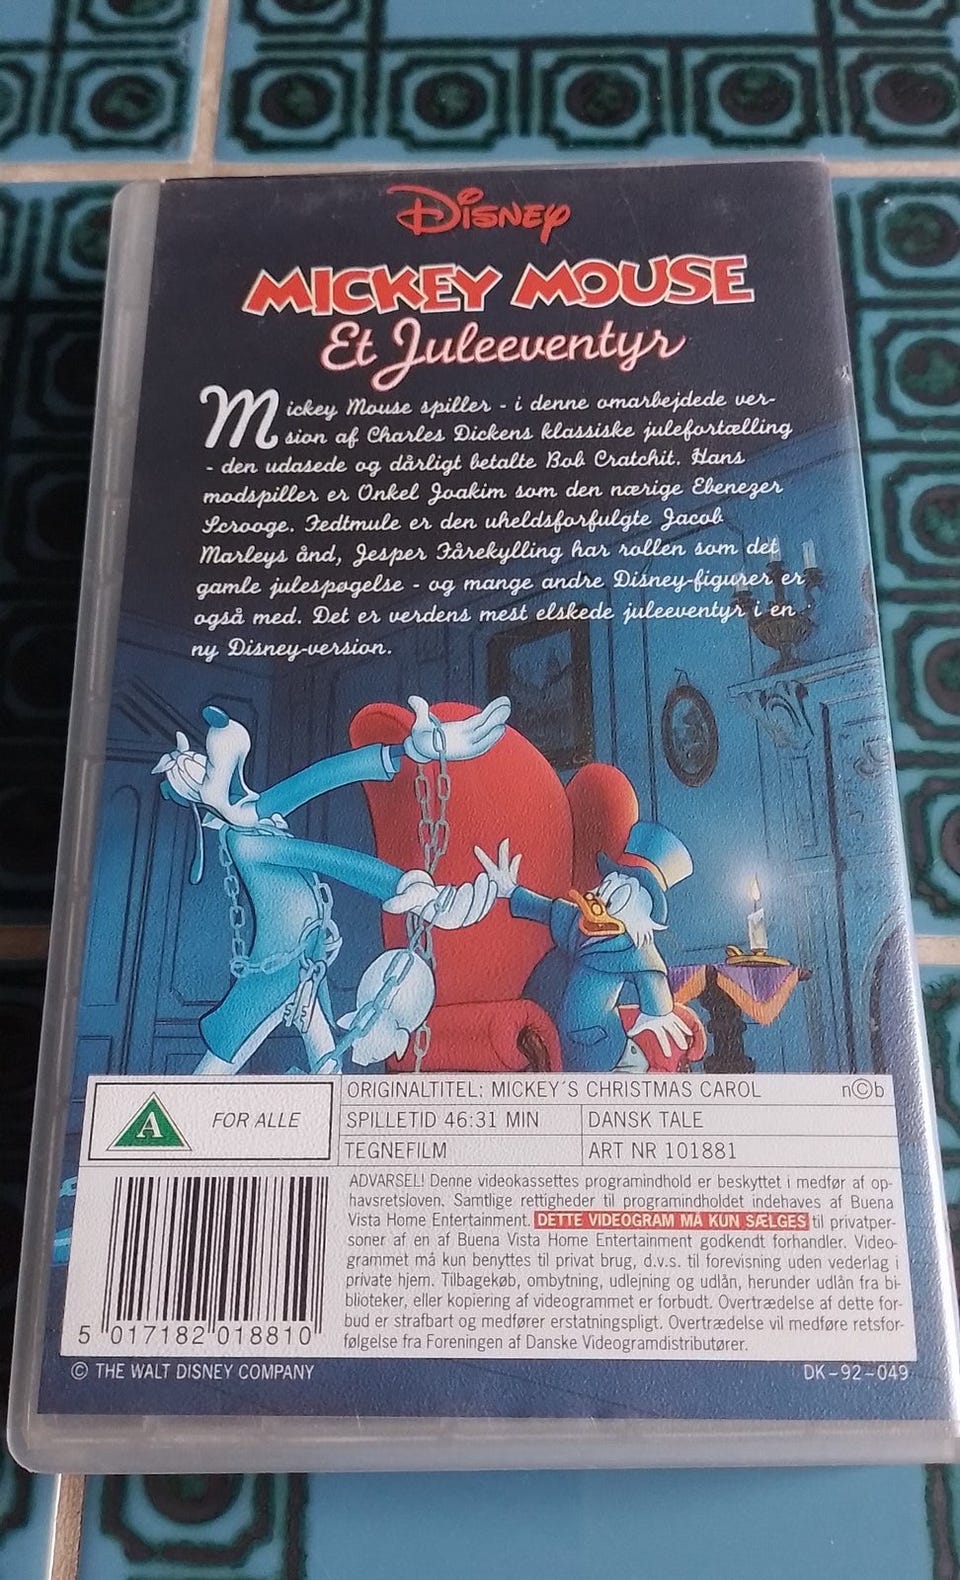 Disney
MICKEY MOUSE
Et Juleeventyr
Mickey Mouse spiller - i denne omarbejdede ver-
sion af Charles Dickens klassiske julefortælling
- den udasede og dårligt betalte Bob Cratchit. Hans
modspiller er Onkel Joakim som den nærige Ebenezer
Scrooge. Fedtmule er den uheldsforfulgte Jacob
Marleys ånd, Jesper Fårekylling har rollen som det
gamle julespøgelse - og mange andre Disney-figurer er
også med. Det er verdens mest elskede juleeventyr i en
ny Disney-version.
A FOR ALLE
ORIGINALTITEL: MICKEY´S CHRISTMAS CAROL n©b
SPILLETID 46:31 MIN DANSK TALE
TEGNEFILM ART NR 101881
ADVARSEL! Denne videokassettes programindhold er beskyttet i medfør af op-
havsretsloven. Samtlige rettigheder til programindholdet indehaves af Buena
Vista Home Entertainment. DETTE VIDEOGRAM MÅ KUN SÆLGES til privatper-
soner af en af Buena Vista Home Entertainment godkendt forhandler. Video-
grammet må kun benyttes til privat brug, d.v.s. til forevisning uden vederlag i
private hjem. Tilbagekøb, ombytning, udlejning og udlån, herunder udlån fra bi-
blioteker, eller kopiering af videogrammet er forbudt. Overtrædelse af dette for-
bud er strafbart og medfører erstatningspligt. Overtrædelse vil medføre retsfor-
følgelse fra Foreningen af Danske Videogramdistributører.
5 017182 018810
© THE WALT DISNEY COMPANY DK-92-049